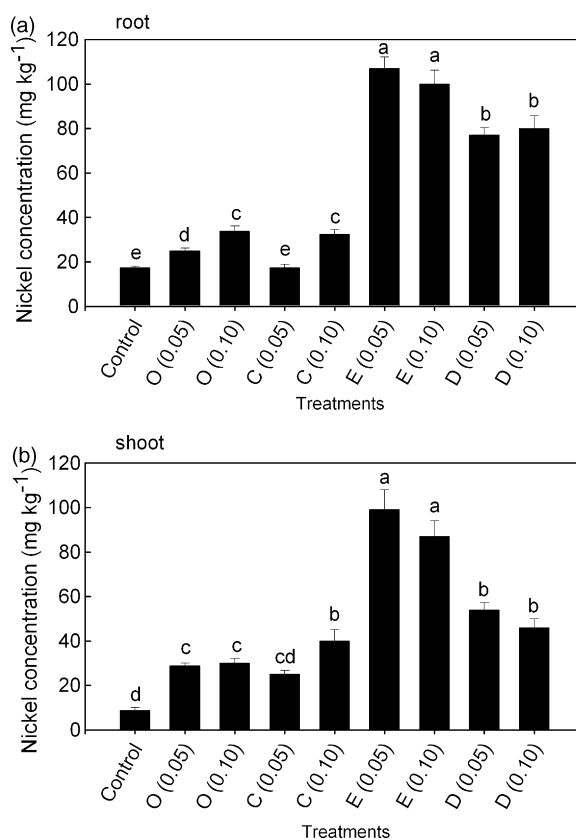 (a) root
Nickel concentration (mg kg⁻¹)
120
100
80
60
40
20
0
e
d
c
e
c
a
a
b
b
Control
O (0.05)
O (0.10)
C (0.05)
C (0.10)
E (0.05)
E (0.10)
D (0.05)
D (0.10)
Treatments
(b) shoot
Nickel concentration (mg kg⁻¹)
120
100
80
60
40
20
0
d
c
c
cd
b
a
a
b
b
Control
O (0.05)
O (0.10)
C (0.05)
C (0.10)
E (0.05)
E (0.10)
D (0.05)
D (0.10)
Treatments